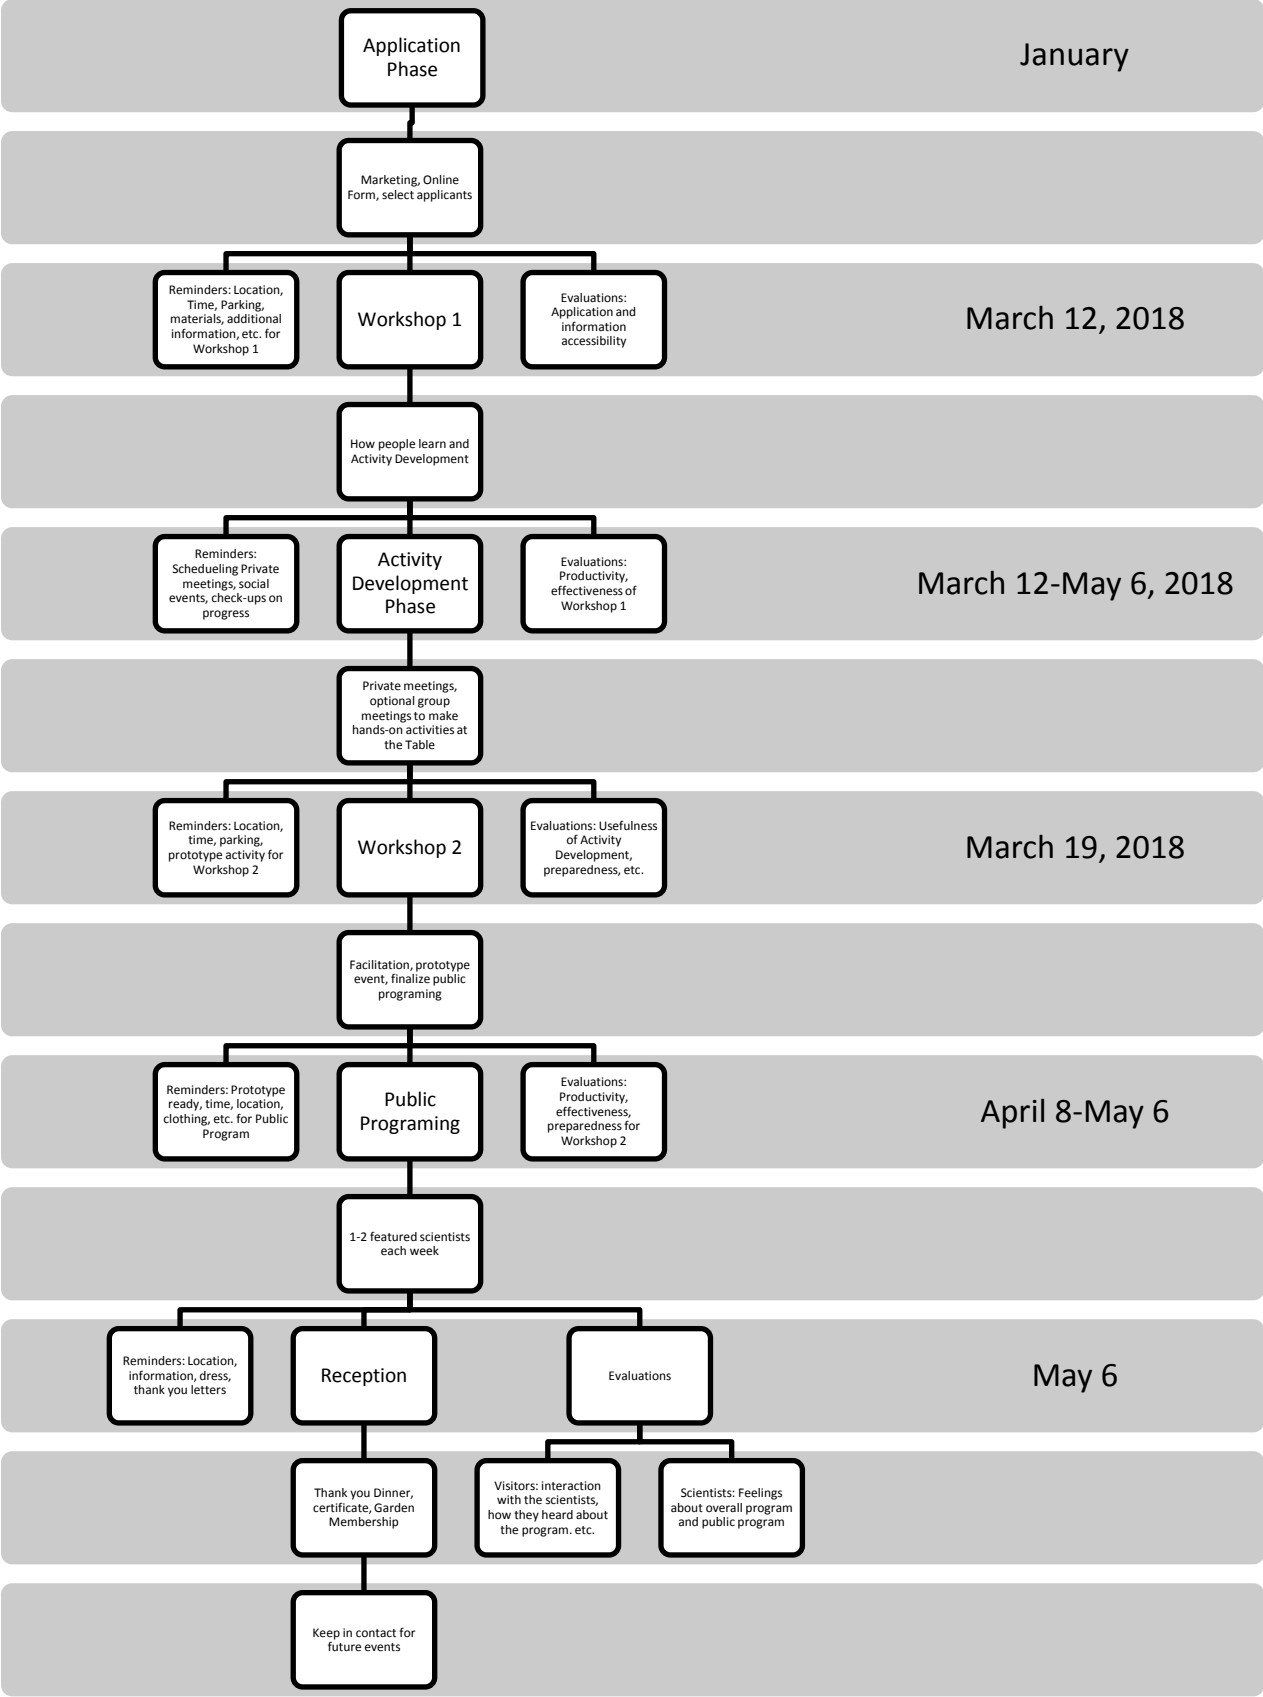 Application
Phase
January
Marketing, Online
Form, select applicants
Reminders: Location,
Time, Parking,
materials, additional
information, etc. for
Workshop 1
Workshop 1
Evaluations:
Application and
information
accessibility
March 12, 2018
How people learn and
Activity Development
Reminders:
Schedueling Private
meetings, social
events, check-ups on
progress
Activity
Development
Phase
Evaluations:
Productivity,
effectiveness of
Workshop 1
March 12-May 6, 2018
Private meetings,
optional group
meetings to make
hands-on activities at
the Table
Reminders: Location,
time, parking,
prototype activity for
Workshop 2
Workshop 2
Evaluations: Usefulness
of Activity
Development,
preparedness, etc.
March 19, 2018
Facilitation, prototype
event, finalize public
programing
Reminders: Prototype
ready, time, location,
clothing, etc. for Public
Program
Public
Programing
Evaluations:
Productivity,
effectiveness,
preparedness for
Workshop 2
April 8-May 6
1-2 featured scientists
each week
Reminders: Location,
information, dress,
thank you letters
Reception
Evaluations
May 6
Thank you Dinner,
certificate, Garden
Membership
Visitors: interaction
with the scientists,
how they heard about
the program. etc.
Scientists: Feelings
about overall program
and public program
Keep in contact for
future events